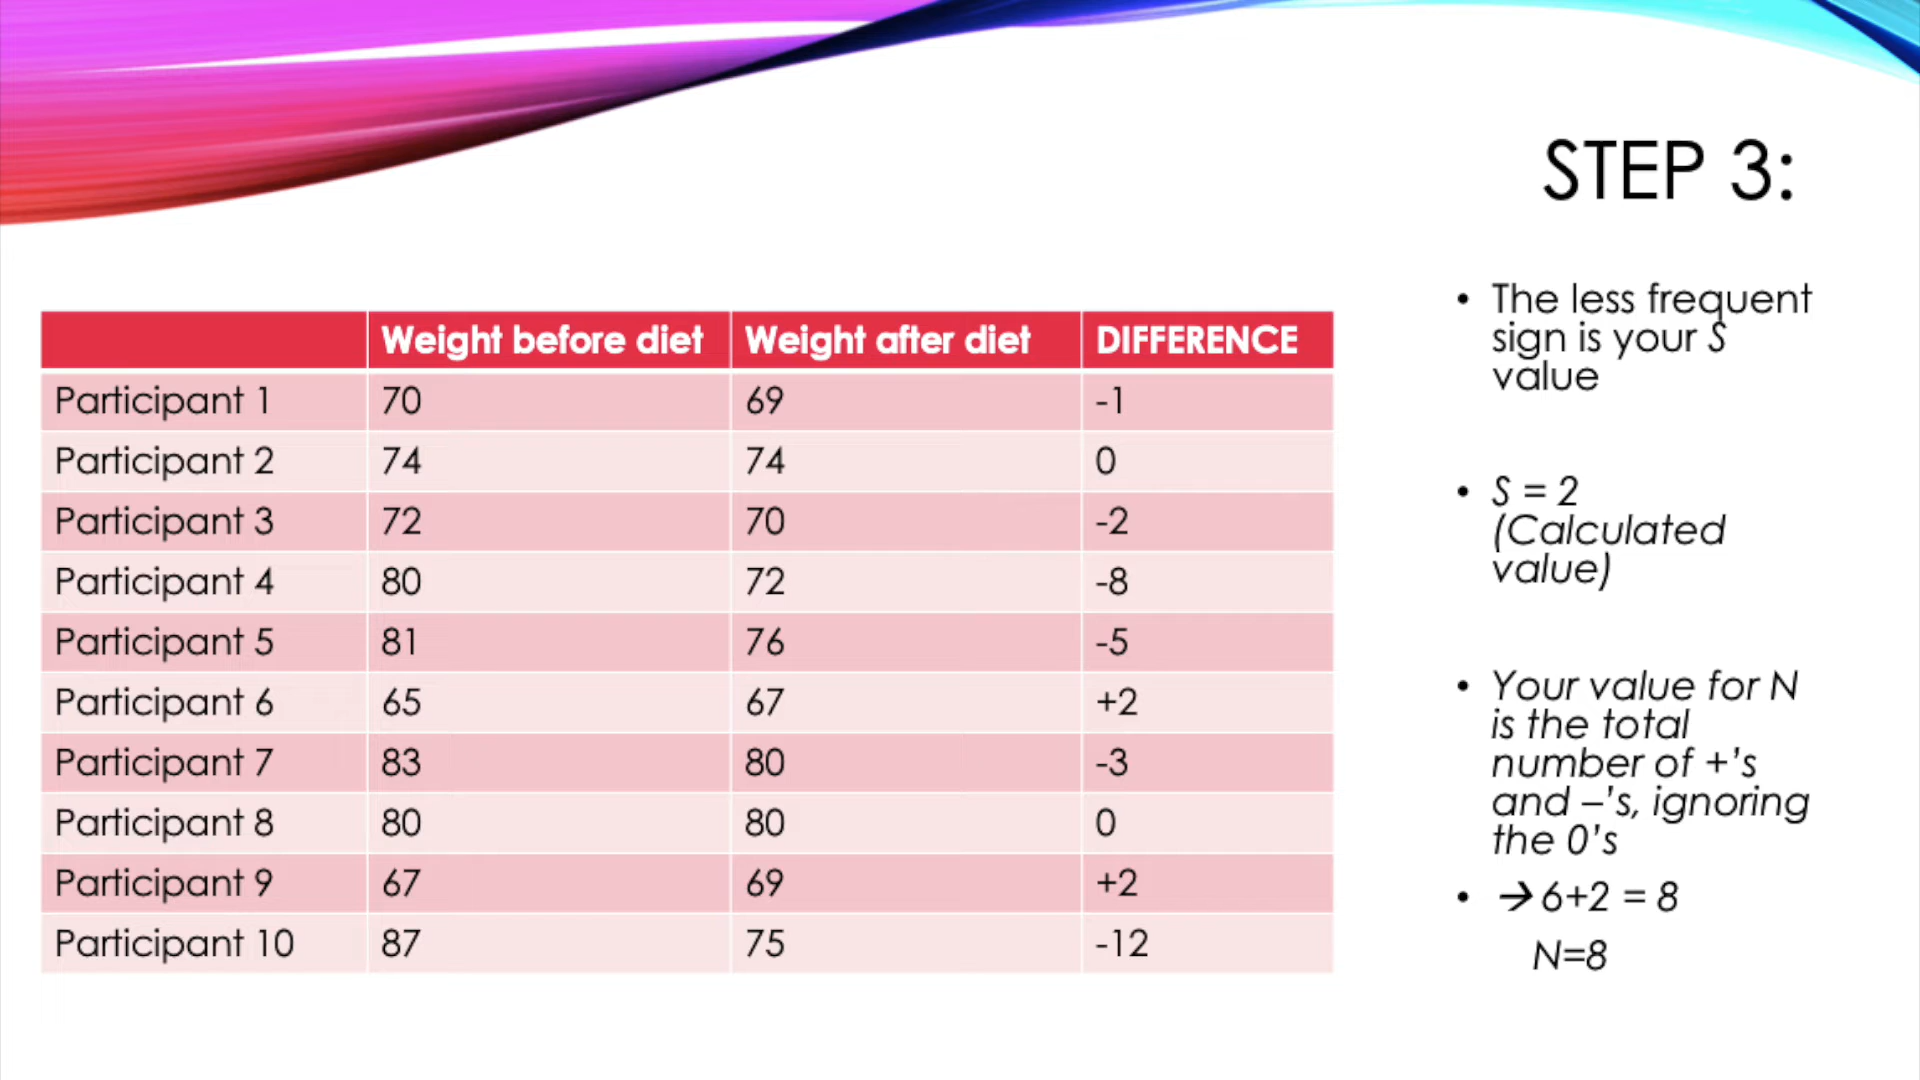 STEP 3:
Weight before diet Weight after diet DIFFERENCE
Participant 1 70 69 -1
Participant 2 74 74 0
Participant 3 72 70 -2
Participant 4 80 72 -8
Participant 5 81 76 -5
Participant 6 65 67 +2
Participant 7 83 80 -3
Participant 8 80 80 0
Participant 9 67 69 +2
Participant 10 87 75 -12
• The less frequent
sign is your S
value
• S = 2
(Calculated
value)
• Your value for N
is the total
number of +'s
and –'s, ignoring
the 0's
• → 6+2 = 8
N=8